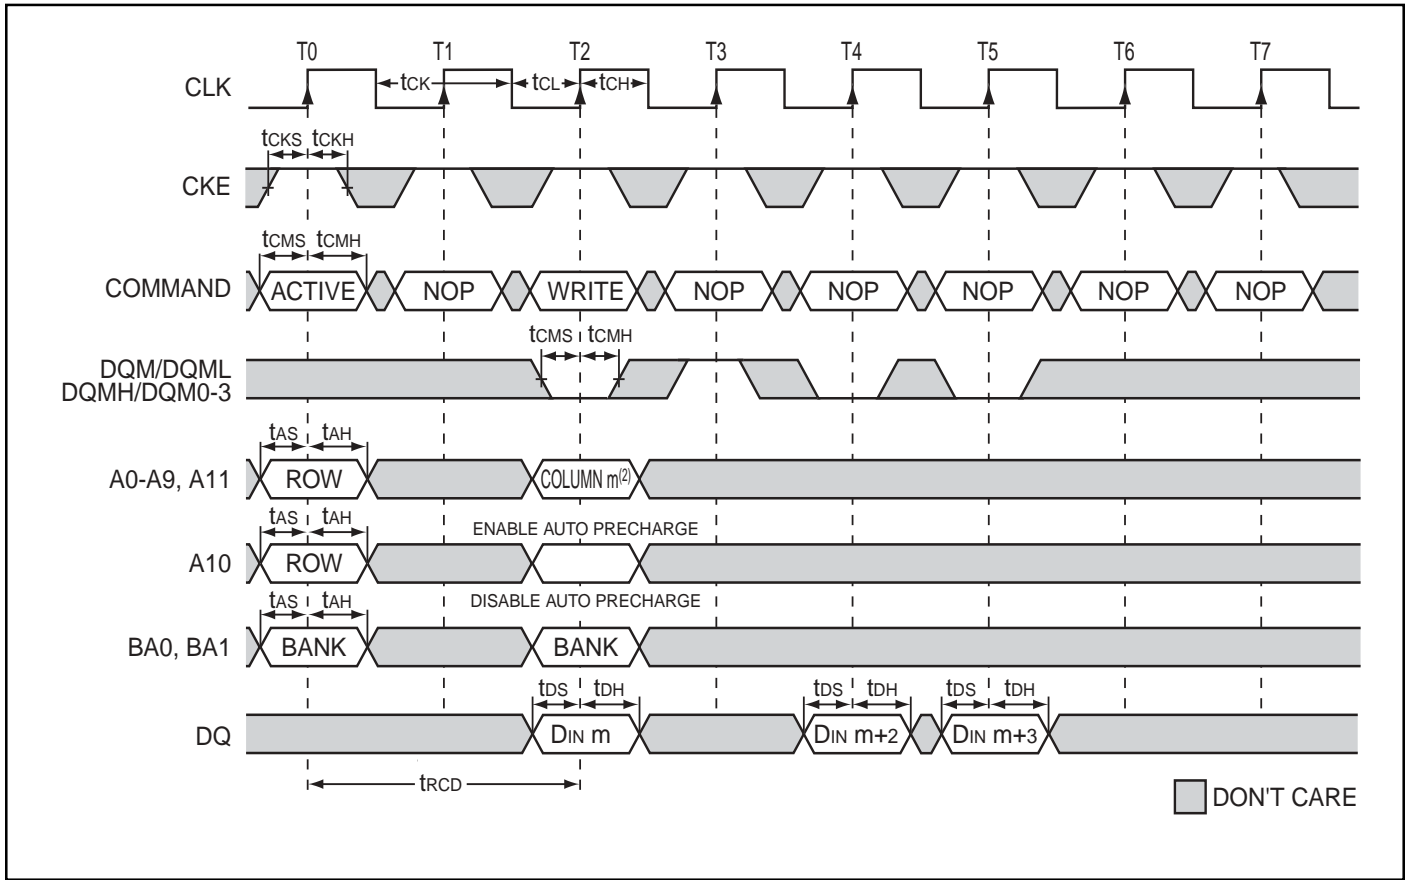 T0 T1 T2 T3 T4 T5 T6 T7
CLK tCK tCL tCH
tCKS tCKH
CKE
tCMS tCMH
COMMAND ACTIVE NOP WRITE NOP NOP NOP NOP NOP
tCMS tCMH
DQM/DQML
DQMH/DQM0-3
tAS tAH
A0-A9, A11 ROW COLUMN m(2)
tAS tAH ENABLE AUTO PRECHARGE
A10 ROW
tAS tAH DISABLE AUTO PRECHARGE
BA0, BA1 BANK BANK
tDS tDH tDS tDH tDS tDH
DQ DIN m DIN m+2 DIN m+3
tRCD
DON'T CARE